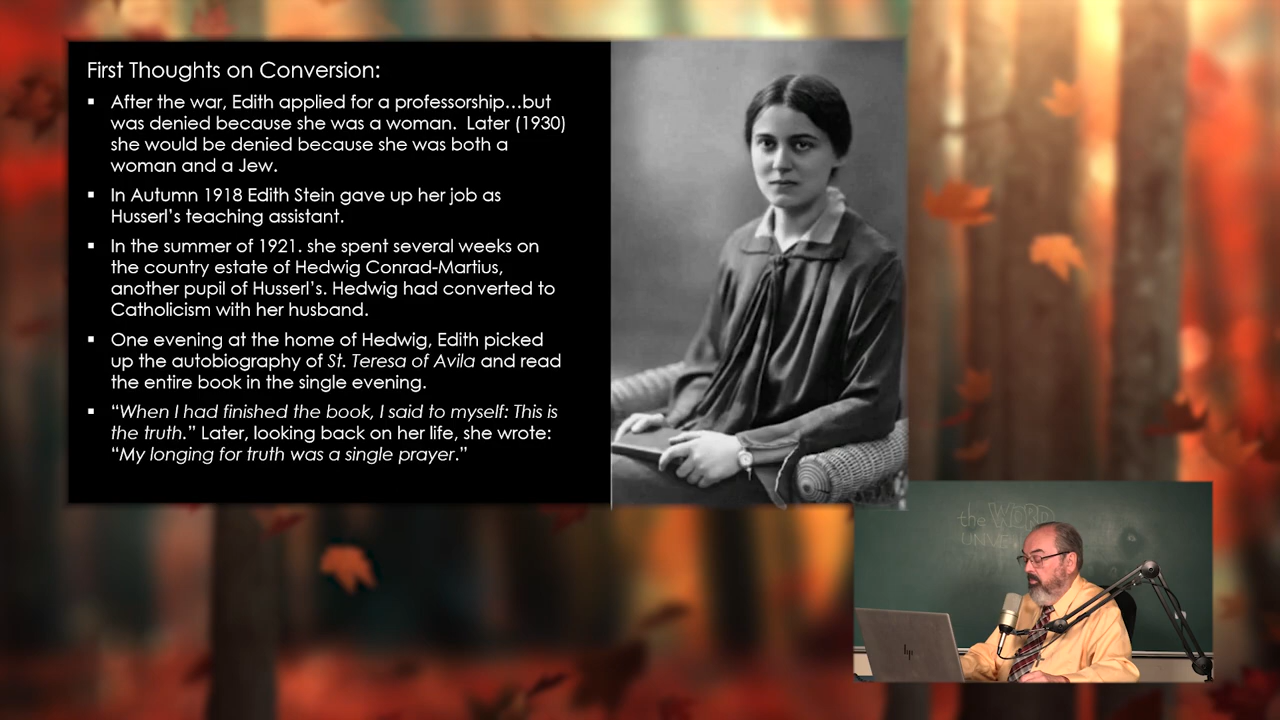 First Thoughts on Conversion:
▪ After the war, Edith applied for a professorship…but
was denied because she was a woman.  Later (1930)
she would be denied because she was both a
woman and a Jew.
▪ In Autumn 1918 Edith Stein gave up her job as
Husserl’s teaching assistant.
▪ In the summer of 1921. she spent several weeks on
the country estate of Hedwig Conrad-Martius,
another pupil of Husserl’s. Hedwig had converted to
Catholicism with her husband.
▪ One evening at the home of Hedwig, Edith picked
up the autobiography of St. Teresa of Avila and read
the entire book in the single evening.
▪ “When I had finished the book, I said to myself: This is
the truth.” Later, looking back on her life, she wrote:
“My longing for truth was a single prayer.”
the WORD
hp